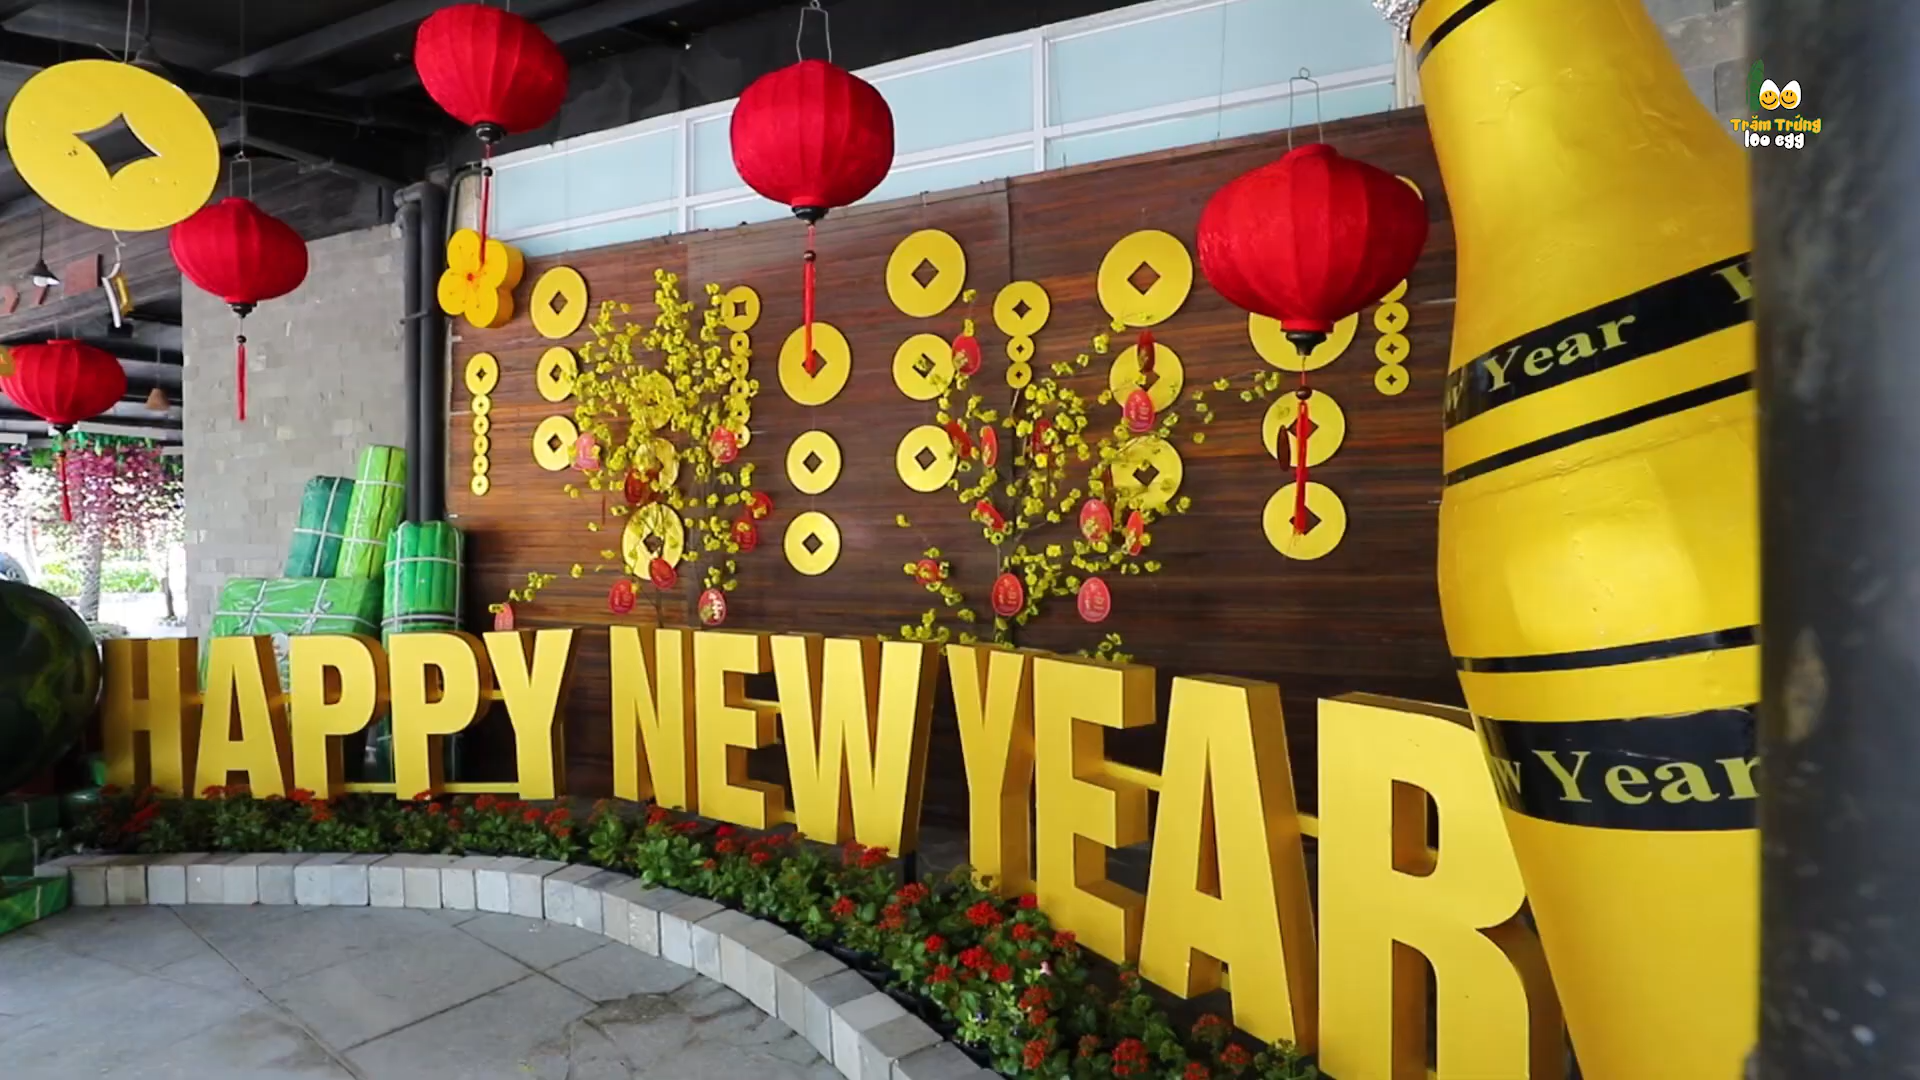 Trăm Trứng
100 egg
Year
HAPPY NEW YEAR
w Year